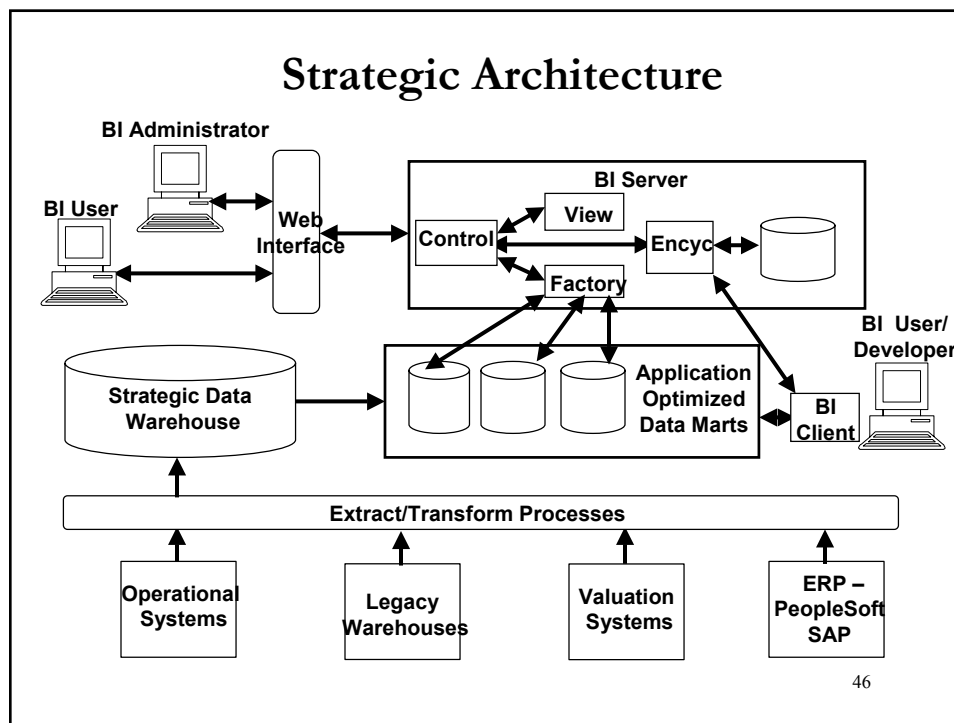 Strategic Architecture
BI Administrator
BI User
Web
Interface
BI Server
View
Control
Encyc
Factory
BI User/
Developer
Strategic Data
Warehouse
Application
Optimized
Data Marts
BI
Client
Extract/Transform Processes
Operational
Systems
Legacy
Warehouses
Valuation
Systems
ERP –
PeopleSoft
SAP
46